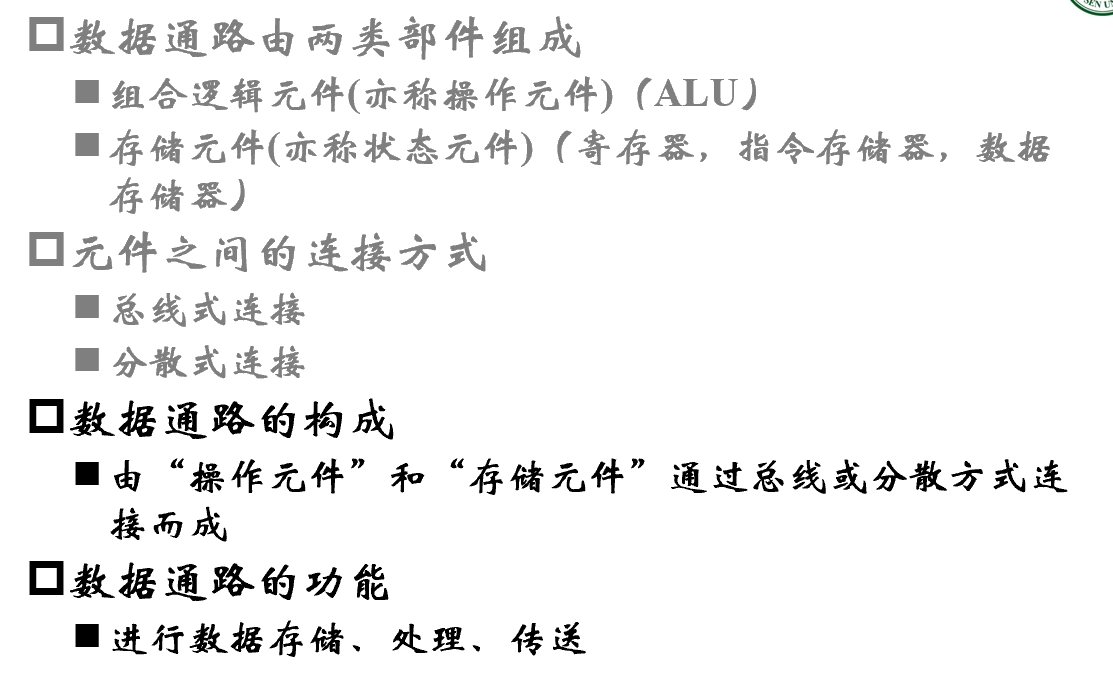 数据通路由两类部件组成
组合逻辑元件(亦称操作元件)（ALU）
存储元件(亦称状态元件)（寄存器，指令存储器，数据
存储器）
元件之间的连接方式
总线式连接
分散式连接
数据通路的构成
由“操作元件”和“存储元件”通过总线或分散方式连
接而成
数据通路的功能
进行数据存储、处理、传送